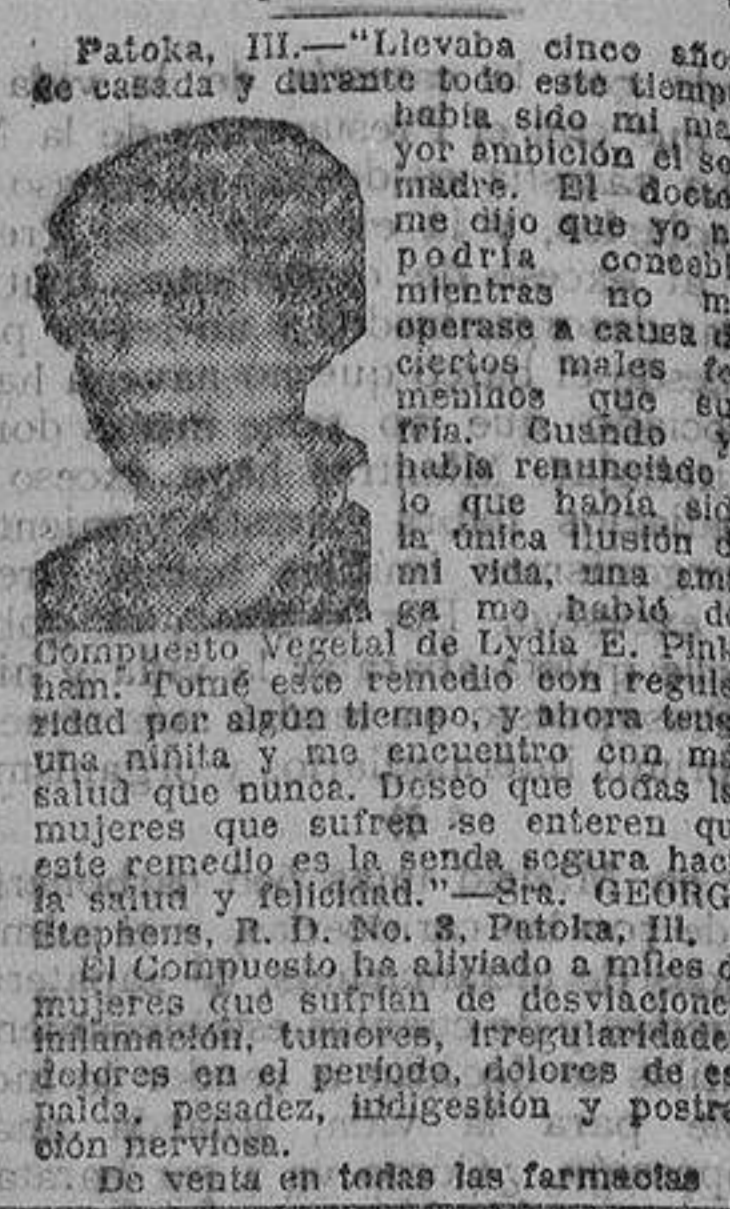 Patoka, Ill.—"Llevaba cinco año
de casada y durante todo este tiemp
había sido mi ma
yor ambición el se
madre. El docto
me dijo que yo n
podría concebi
mientras no m
operase a causa d
ciertos males fe
meninos que su
fría. Cuando y
había renunciado
lo que había sid
la única ilusión d
mi vida, una ami
ga me habló de
Compuesto Vegetal de Lydia E. Pink
ham. Tomé este remedio con regula
ridad por algún tiempo, y ahora teng
una niñita y me encuentro con má
salud que nunca. Deseo que todas la
mujeres que sufren se enteren qu
este remedio es la senda segura haci
la salud y felicidad."—Sra. GEORG
Stephens, R. D. No. 3, Patoka, Ill.
El Compuesto ha aliviado a miles d
mujeres que sufrían de desviacione
inflamación, tumores, irregularidade
dolores en el período, dolores de es
palda, pesadez, indigestión y postra
ción nerviosa.
De venta en todas las farmacias